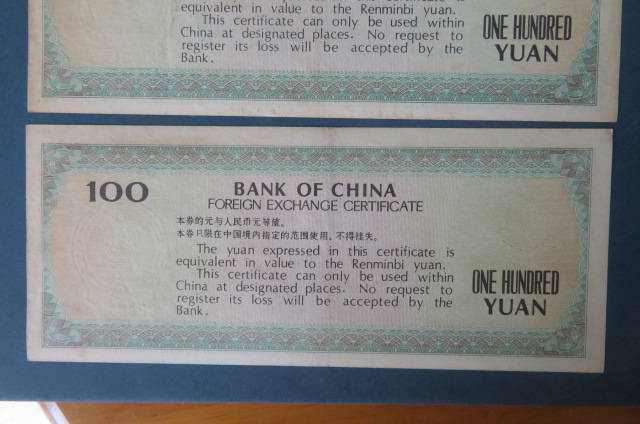 equivalent in value to the Renminbi yuan.
This certificate can only be used within
China at designated places. No request to
register its loss will be accepted by the
Bank.
ONE HUNDRED
YUAN
100
BANK OF CHINA
FOREIGN EXCHANGE CERTIFICATE
本券的元与人民币元等值。
本券只限在中国境内指定的范围使用,不得挂失。
The yuan expressed in this certificate is
equivalent in value to the Renminbi yuan.
This certificate can only be used within
China at designated places. No request to
register its loss will be accepted by the
Bank.
ONE HUNDRED
YUAN